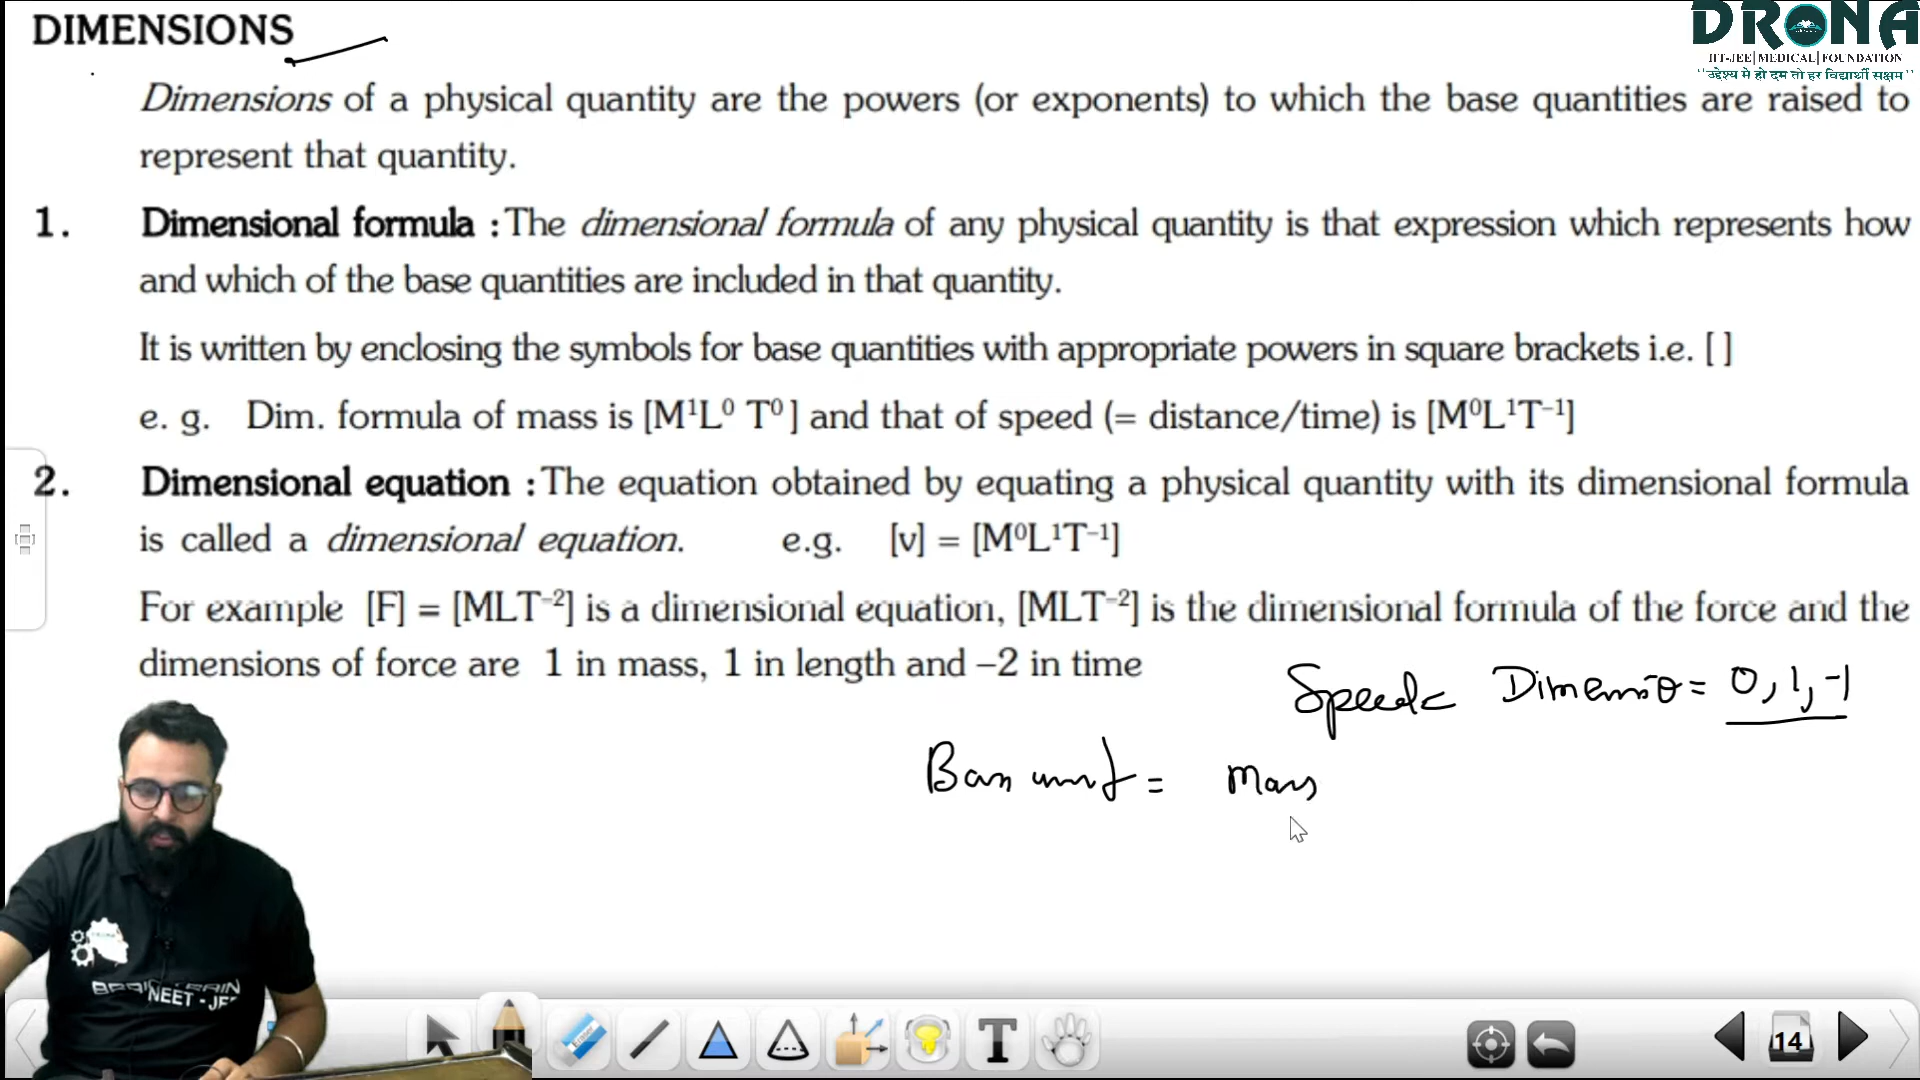 DIMENSIONS
DRONA
IIT-JEE|MEDICAL|FOUNDATION
"उद्देश्य मे हो दम तो हर विद्यार्थी सक्षम"
Dimensions of a physical quantity are the powers (or exponents) to which the base quantities are raised to
represent that quantity.
1. Dimensional formula : The dimensional formula of any physical quantity is that expression which represents how
and which of the base quantities are included in that quantity.
It is written by enclosing the symbols for base quantities with appropriate powers in square brackets i.e. [ ]
e. g. Dim. formula of mass is [M¹L⁰ T⁰ ] and that of speed (= distance/time) is [M⁰L¹T⁻¹]
2. Dimensional equation : The equation obtained by equating a physical quantity with its dimensional formula
is called a dimensional equation. e.g. [v] = [M⁰L¹T⁻¹]
For example [F] = [MLT⁻²] is a dimensional equation, [MLT⁻²] is the dimensional formula of the force and the
dimensions of force are 1 in mass, 1 in length and –2 in time
Speed Dimension = 0, 1, -1
unit = Mass
NEET - JEE
T
14